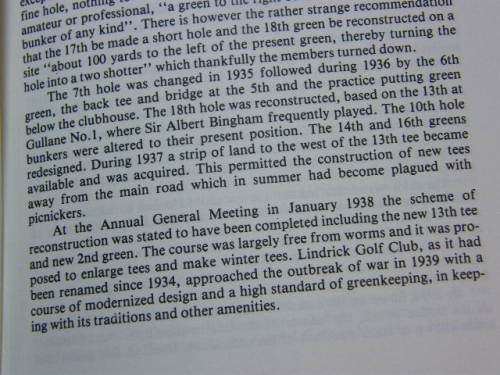 fine hole, nothing to
amateur or professional, "a green to the right
bunker of any kind". There is however the rather strange recommendation
that the 17th be made a short hole and the 18th green be reconstructed on a
site "about 100 yards to the left of the present green, thereby turning the
hole into a two shotter" which thankfully the members turned down.
The 7th hole was changed in 1935 followed during 1936 by the 6th
green, the back tee and bridge at the 5th and the practice putting green
below the clubhouse. The 18th hole was reconstructed, based on the 13th at
Gullane No.1, where Sir Albert Bingham frequently played. The 10th hole
bunkers were altered to their present position. The 14th and 16th greens
redesigned. During 1937 a strip of land to the west of the 13th tee became
available and was acquired. This permitted the construction of new tees
away from the main road which in summer had become plagued with
picnickers.
At the Annual General Meeting in January 1938 the scheme of
reconstruction was stated to have been completed including the new 13th tee
and new 2nd green. The course was largely free from worms and it was pro-
posed to enlarge tees and make winter tees. Lindrick Golf Club, as it had
been renamed since 1934, approached the outbreak of war in 1939 with a
course of modernized design and a high standard of greenkeeping, in keep-
ing with its traditions and other amenities.